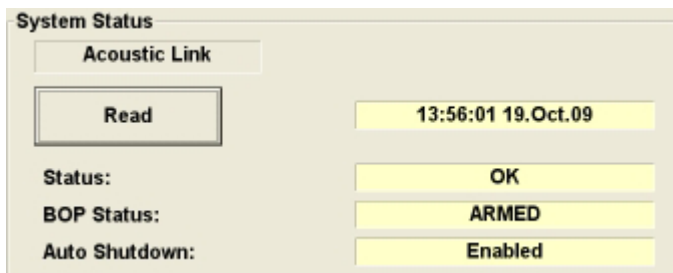 System Status
Acoustic Link
Read 13:56:01 19.Oct.09
Status: OK
BOP Status: ARMED
Auto Shutdown: Enabled